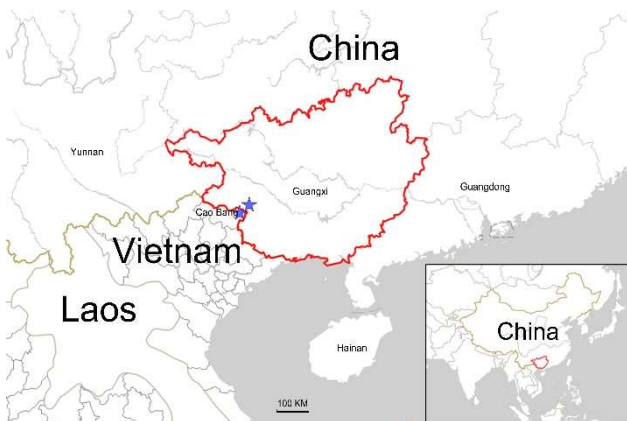 China
Yunnan
Guangxi
Guangdong
Cao Bang
Vietnam
Laos
Hainan
China
100 KM